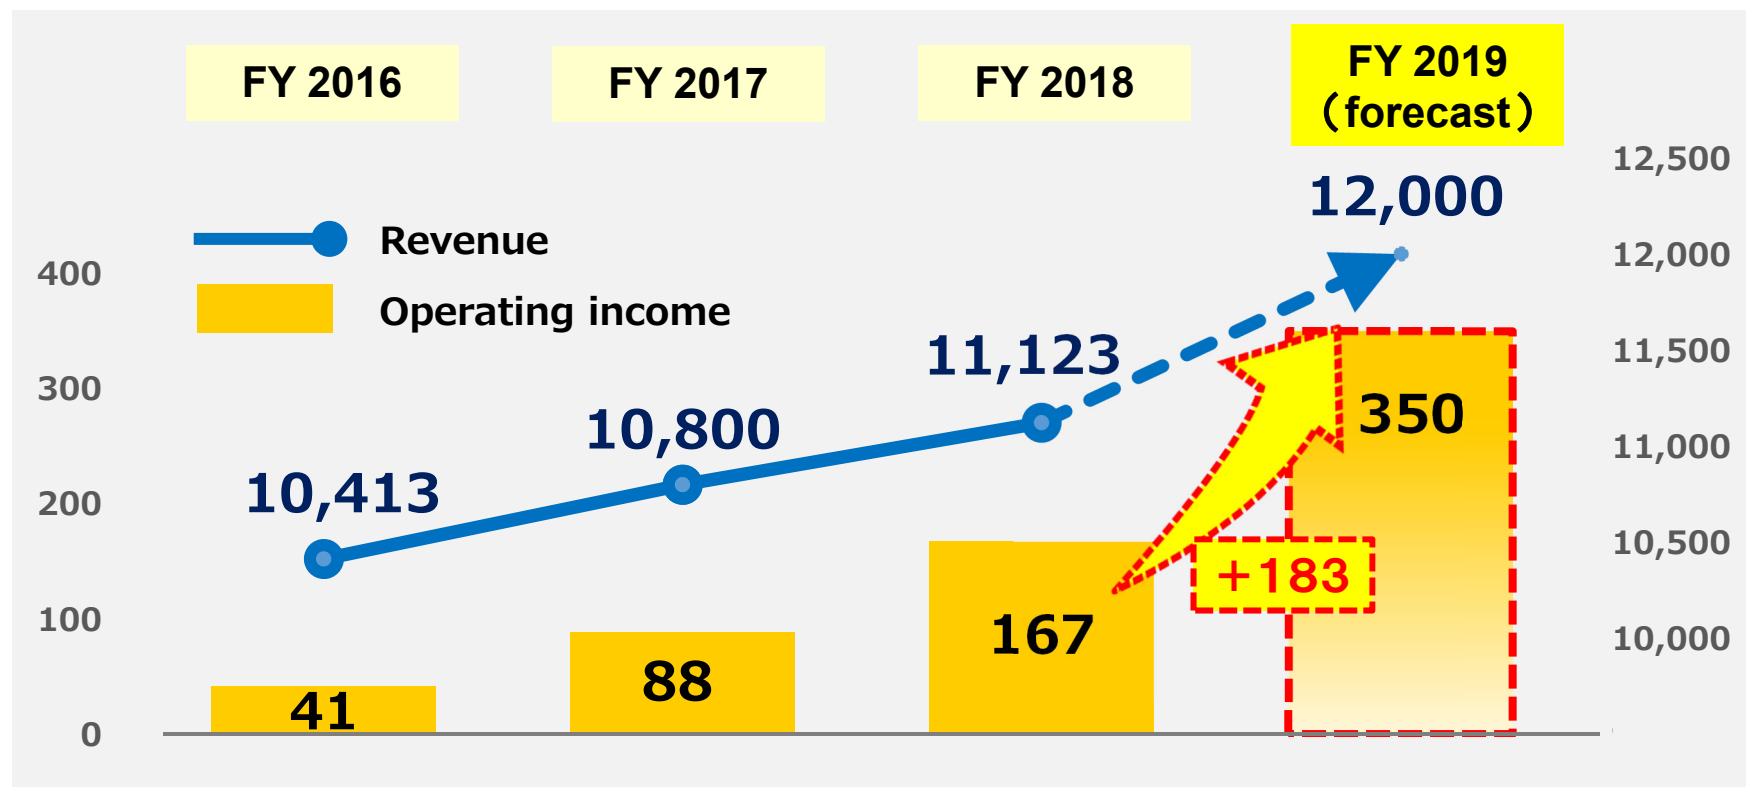 FY 2016
FY 2017
FY 2018
FY 2019
（forecast）
12,500
12,000
Revenue
12,000
400
Operating income
11,123
11,500
300
10,800
350
11,000
10,413
200
10,500
+183
100
167
10,000
88
41
0